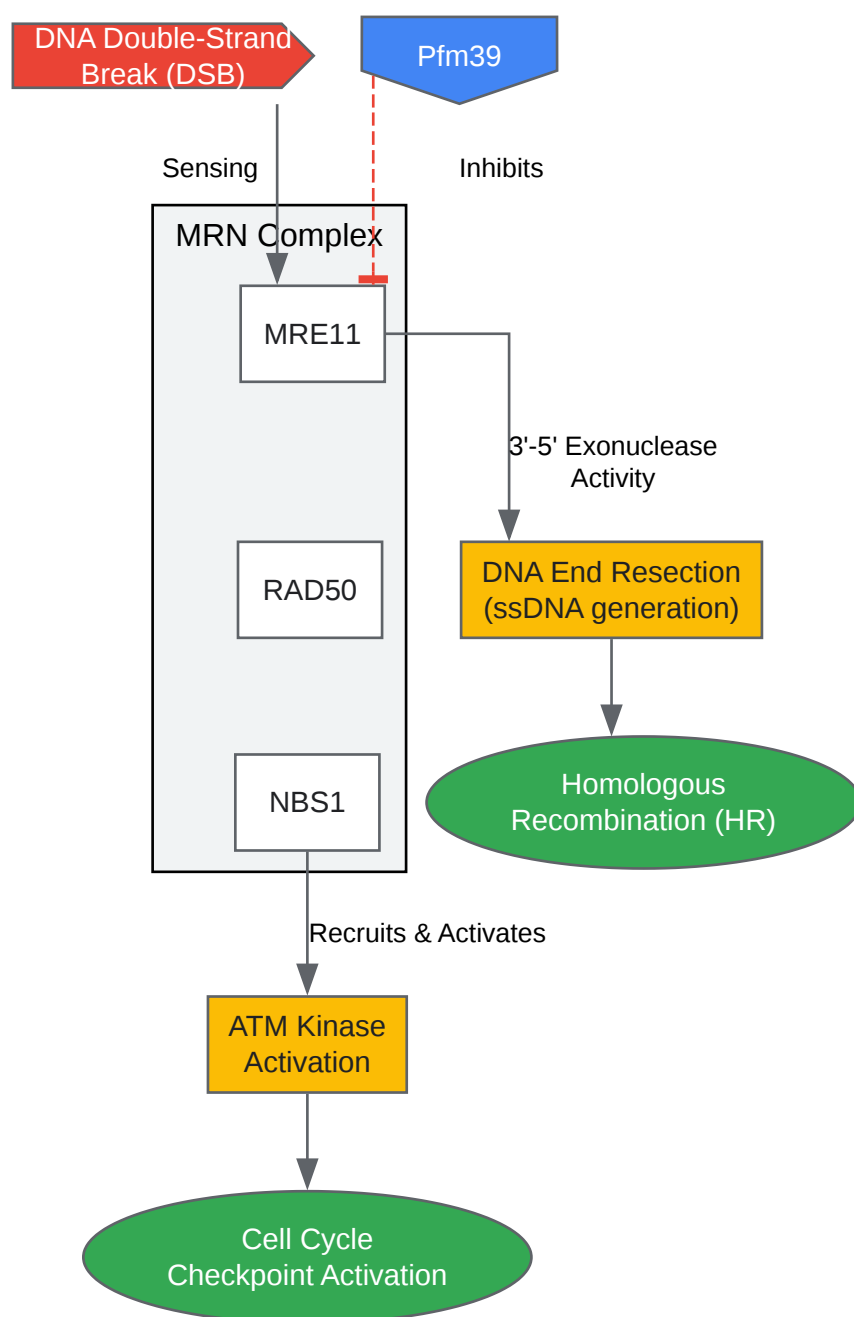 DNA Double-Strand
Break (DSB)
Pfm39
Sensing
Inhibits
MRN Complex
MRE11
3'-5' Exonuclease
Activity
RAD50
DNA End Resection
(ssDNA generation)
NBS1
Homologous
Recombination (HR)
Recruits & Activates
ATM Kinase
Activation
Cell Cycle
Checkpoint Activation